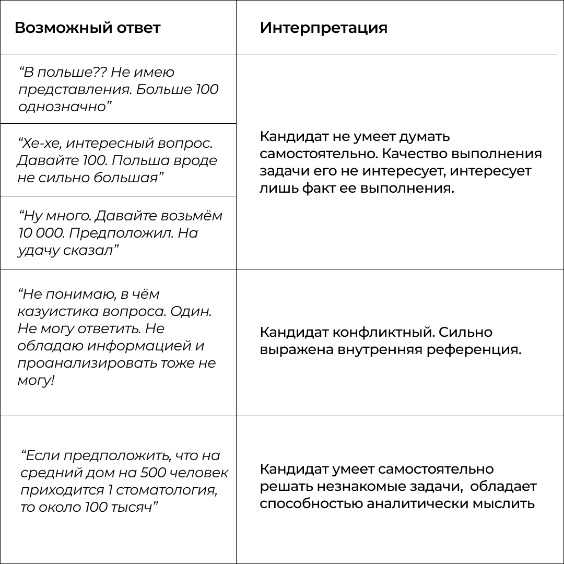 Возможный ответ
Интерпретация
“В польше?? Не имею
представления. Больше 100
однозначно”
“Хе-хе, интересный вопрос.
Давайте 100. Польша вроде
не сильно большая”
“Ну много. Давайте возьмём
10 000. Предположил. На
удачу сказал”
Кандидат не умеет думать
самостоятельно. Качество выполнения
задачи его не интересует, интересует
лишь факт ее выполнения.
“Не понимаю, в чём
казуистика вопроса. Один.
Не могу ответить. Не
обладаю информацией и
проанализировать тоже не
могу!
Кандидат конфликтный. Сильно
выражена внутренняя референция.
“Если предположить, что на
средний дом на 500 человек
приходится 1 стоматология,
то около 100 тысяч”
Кандидат умеет самостоятельно
решать незнакомые задачи, обладает
способностью аналитически мыслить